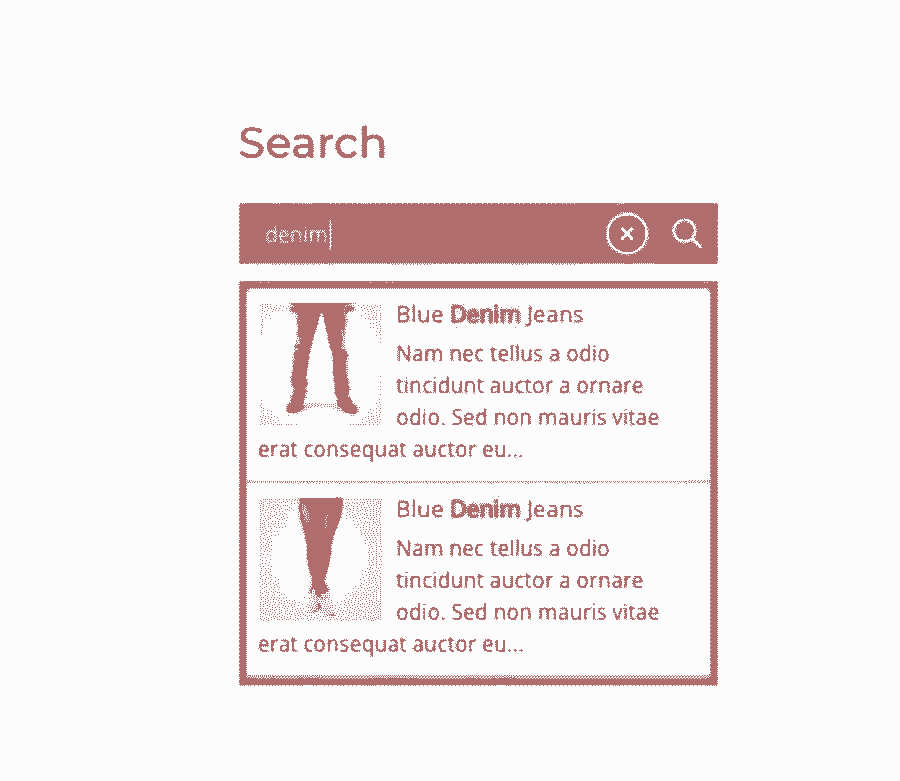 Search
denim
Blue Denim Jeans
Nam nec tellus a odio
tincidunt auctor a ornare
odio. Sed non mauris vitae
erat consequat auctor eu...
Blue Denim Jeans
Nam nec tellus a odio
tincidunt auctor a ornare
odio. Sed non mauris vitae
erat consequat auctor eu...